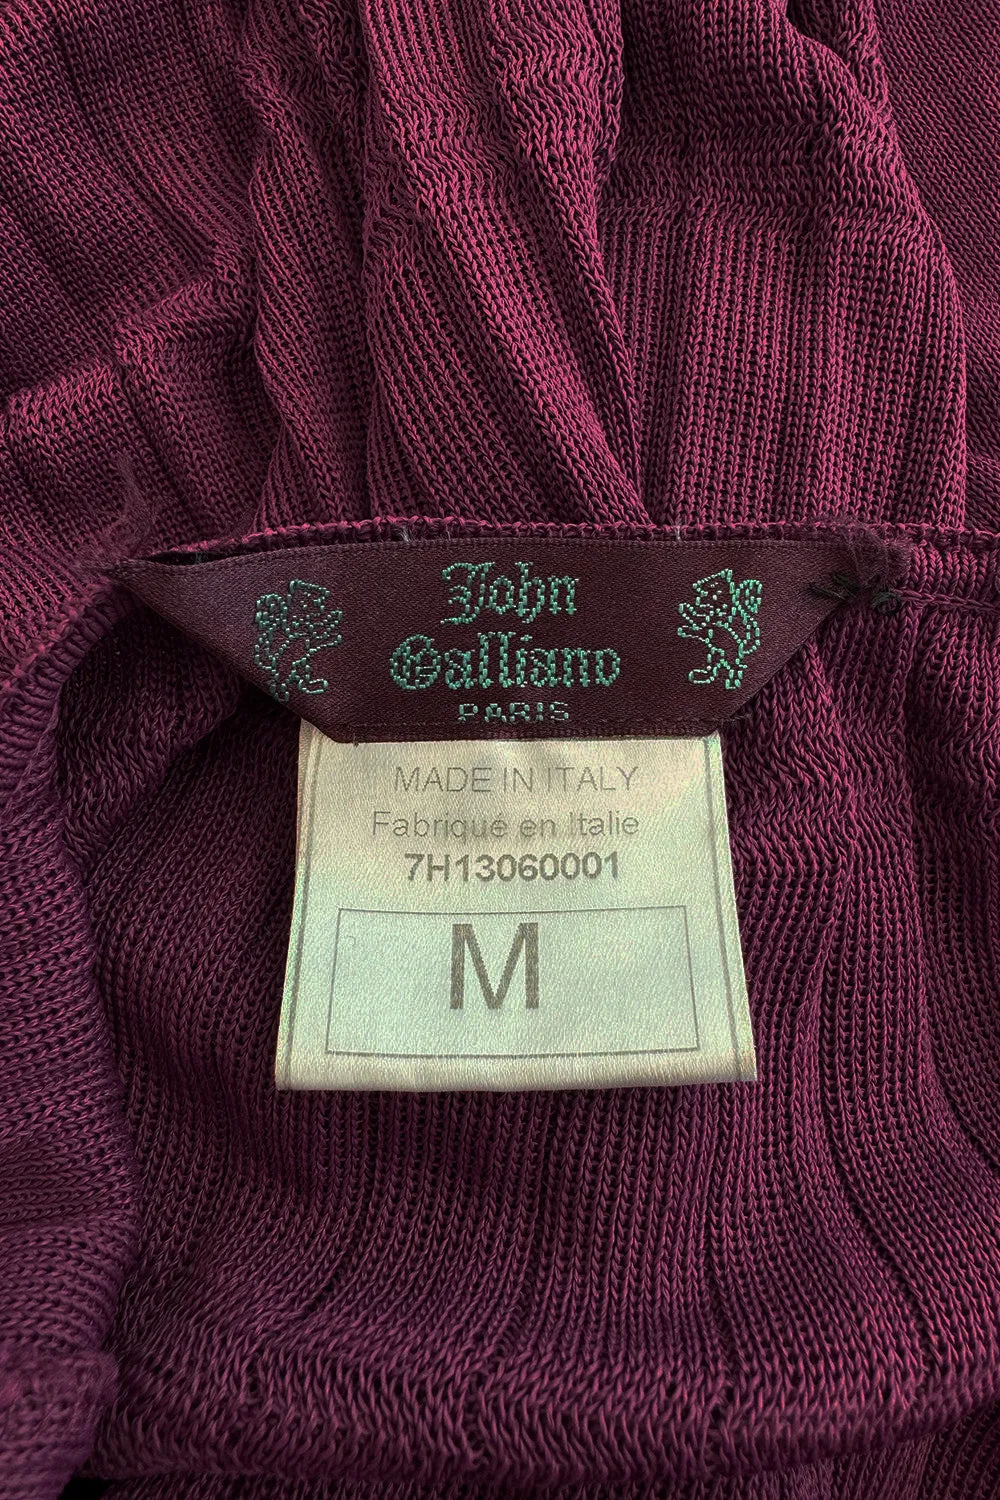 John
Galliano
PARIS
MADE IN ITALY
Fabriqué en Italie
7H13060001
M